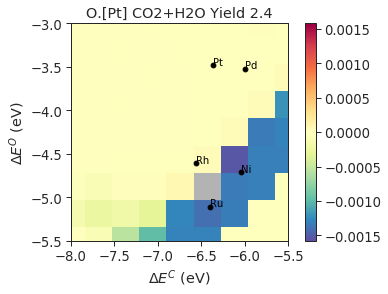 O.[Pt] CO2+H2O Yield 2.4
ΔE^O (eV)
−3.0
−3.5
−4.0
−4.5
−5.0
−5.5
Pt
Pd
Rh
Ni
Ru
−8.0 −7.5 −7.0 −6.5 −6.0 −5.5
ΔE^C (eV)
0.0015
0.0010
0.0005
0.0000
−0.0005
−0.0010
−0.0015